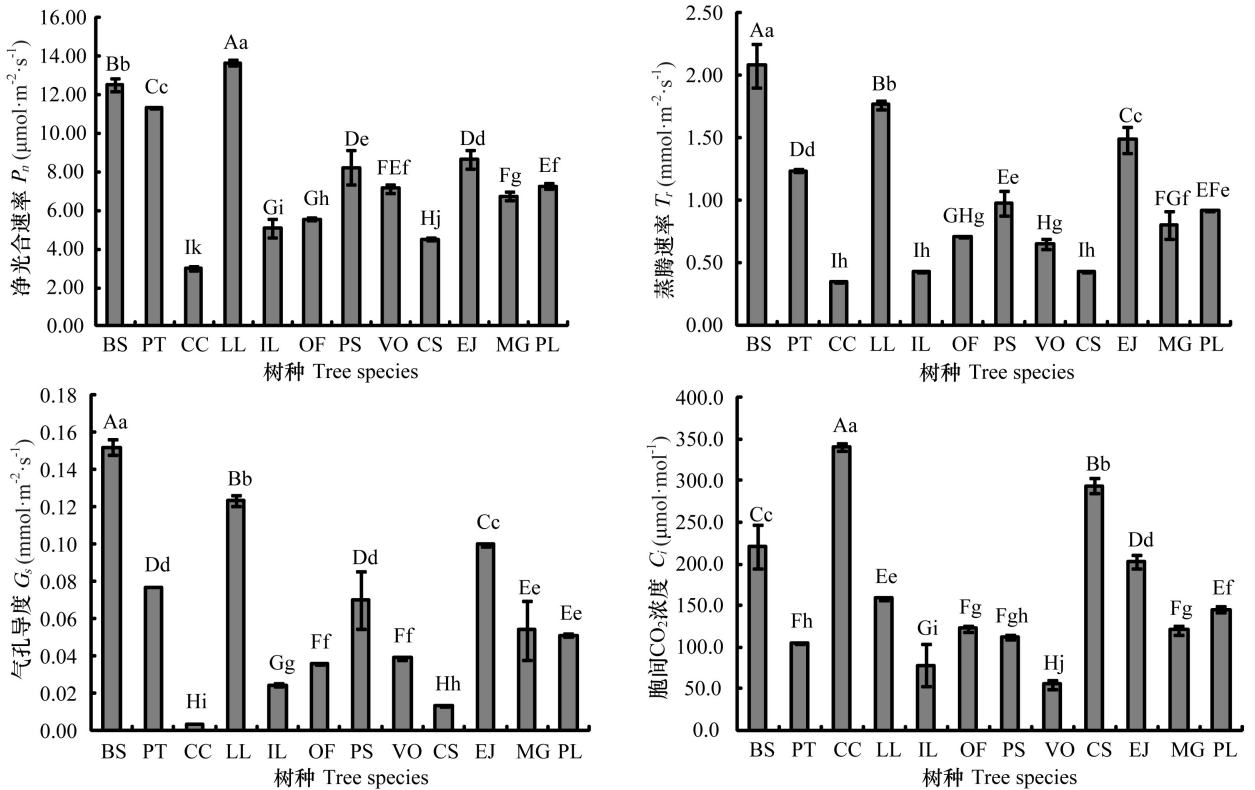 净光合速率 Pn (μmol·m-2·s-1)
16.00
14.00
12.00
10.00
8.00
6.00
4.00
2.00
0.00
Bb Cc Ik Aa Gi Gh De FEf Hj Dd Fg Ef
BS PT CC LL IL OF PS VO CS EJ MG PL
树种 Tree species
蒸腾速率 Tr (mmol·m-2·s-1)
2.50
2.00
1.50
1.00
0.50
0.00
Aa Dd Ih Bb Ih GHg Ee Hg Ih Cc FGf EFe
BS PT CC LL IL OF PS VO CS EJ MG PL
树种 Tree species
气孔导度 Gs (mmol·m-2·s-1)
0.18
0.16
0.14
0.12
0.10
0.08
0.06
0.04
0.02
0.00
Aa Dd Hi Bb Gg Ff Dd Ff Hh Cc Ee Ee
BS PT CC LL IL OF PS VO CS EJ MG PL
树种 Tree species
胞间CO2浓度 Ci (μmol·mol-1)
400.0
350.0
300.0
250.0
200.0
150.0
100.0
50.0
0.0
Cc Fh Aa Ee Gi Fg Fgh Hj Bb Dd Fg Ef
BS PT CC LL IL OF PS VO CS EJ MG PL
树种 Tree species